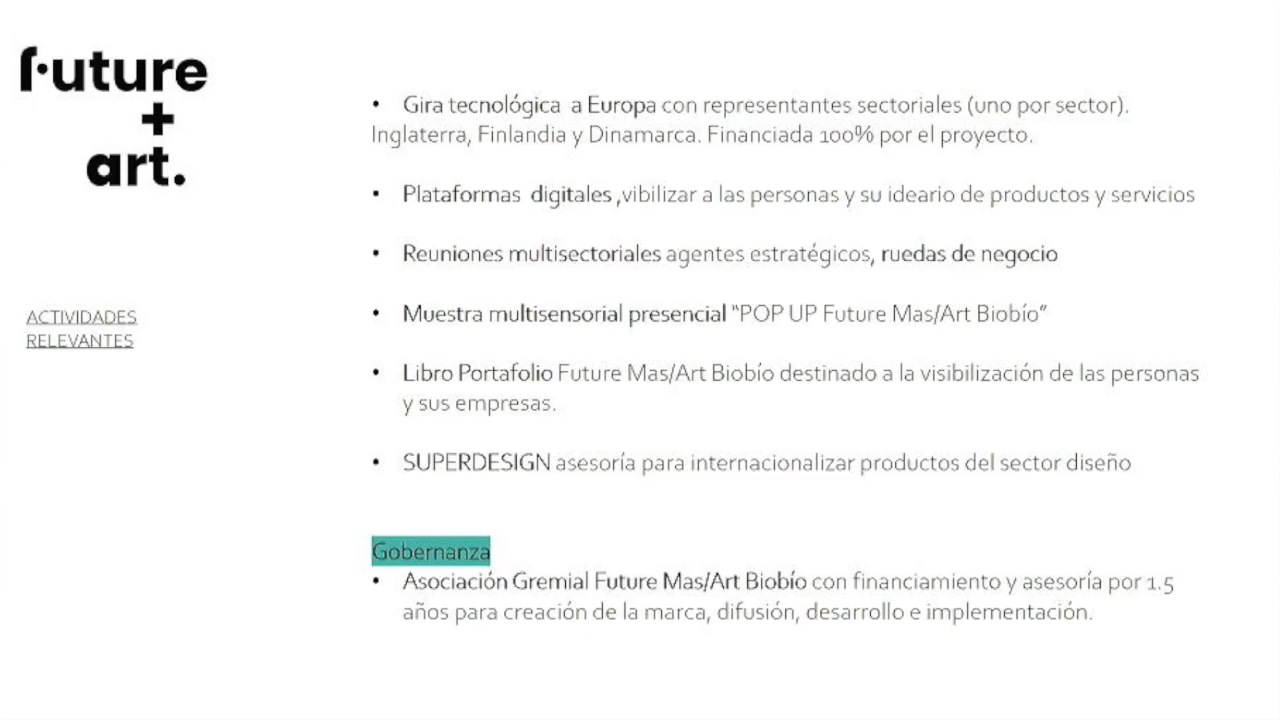 future
+
art.
ACTIVIDADES
RELEVANTES
• Gira tecnológica a Europa con representantes sectoriales (uno por sector).
Inglaterra, Finlandia y Dinamarca. Financiada 100% por el proyecto.
• Plataformas digitales ,vibilizar a las personas y su ideario de productos y servicios
• Reuniones multisectoriales agentes estratégicos, ruedas de negocio
• Muestra multisensorial presencial “POP UP Future Mas/Art Biobío”
• Libro Portafolio Future Mas/Art Biobío destinado a la visibilización de las personas
y sus empresas.
• SUPERDESIGN asesoría para internacionalizar productos del sector diseño
Gobernanza
• Asociación Gremial Future Mas/Art Biobío con financiamiento y asesoría por 1.5
años para creación de la marca, difusión, desarrollo e implementación.